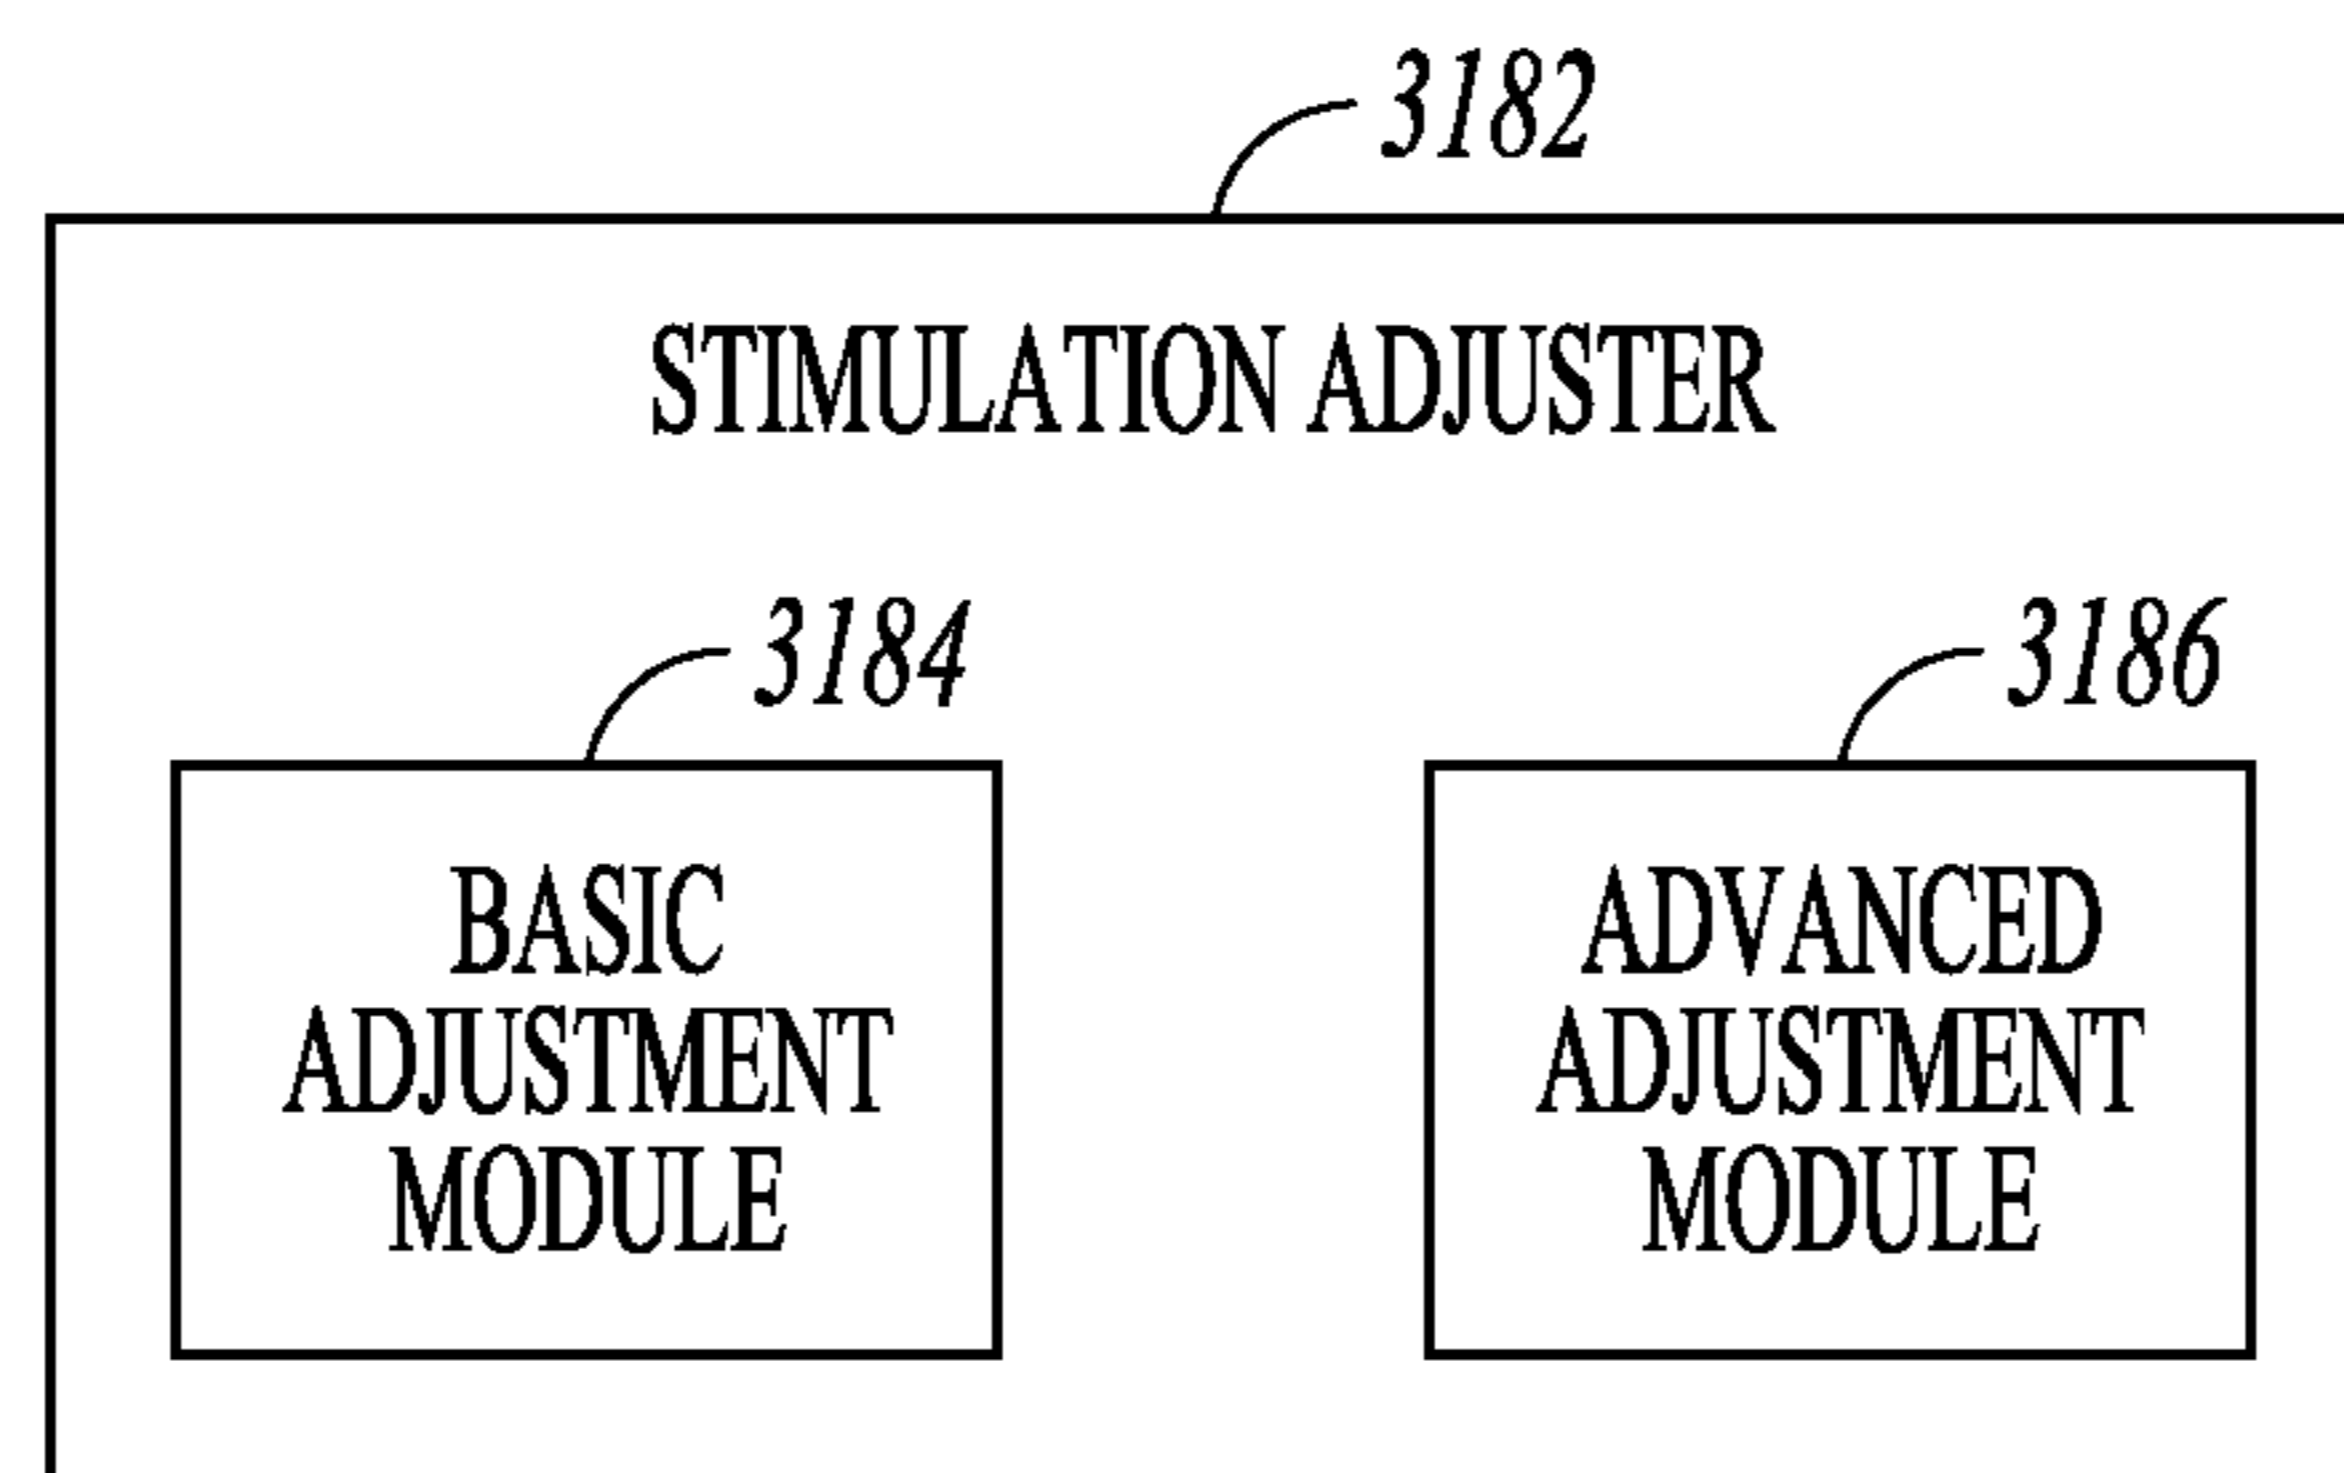 3182
STIMULATION ADJUSTER
3184
3186
BASIC
ADJUSTMENT
MODULE
ADVANCED
ADJUSTMENT
MODULE